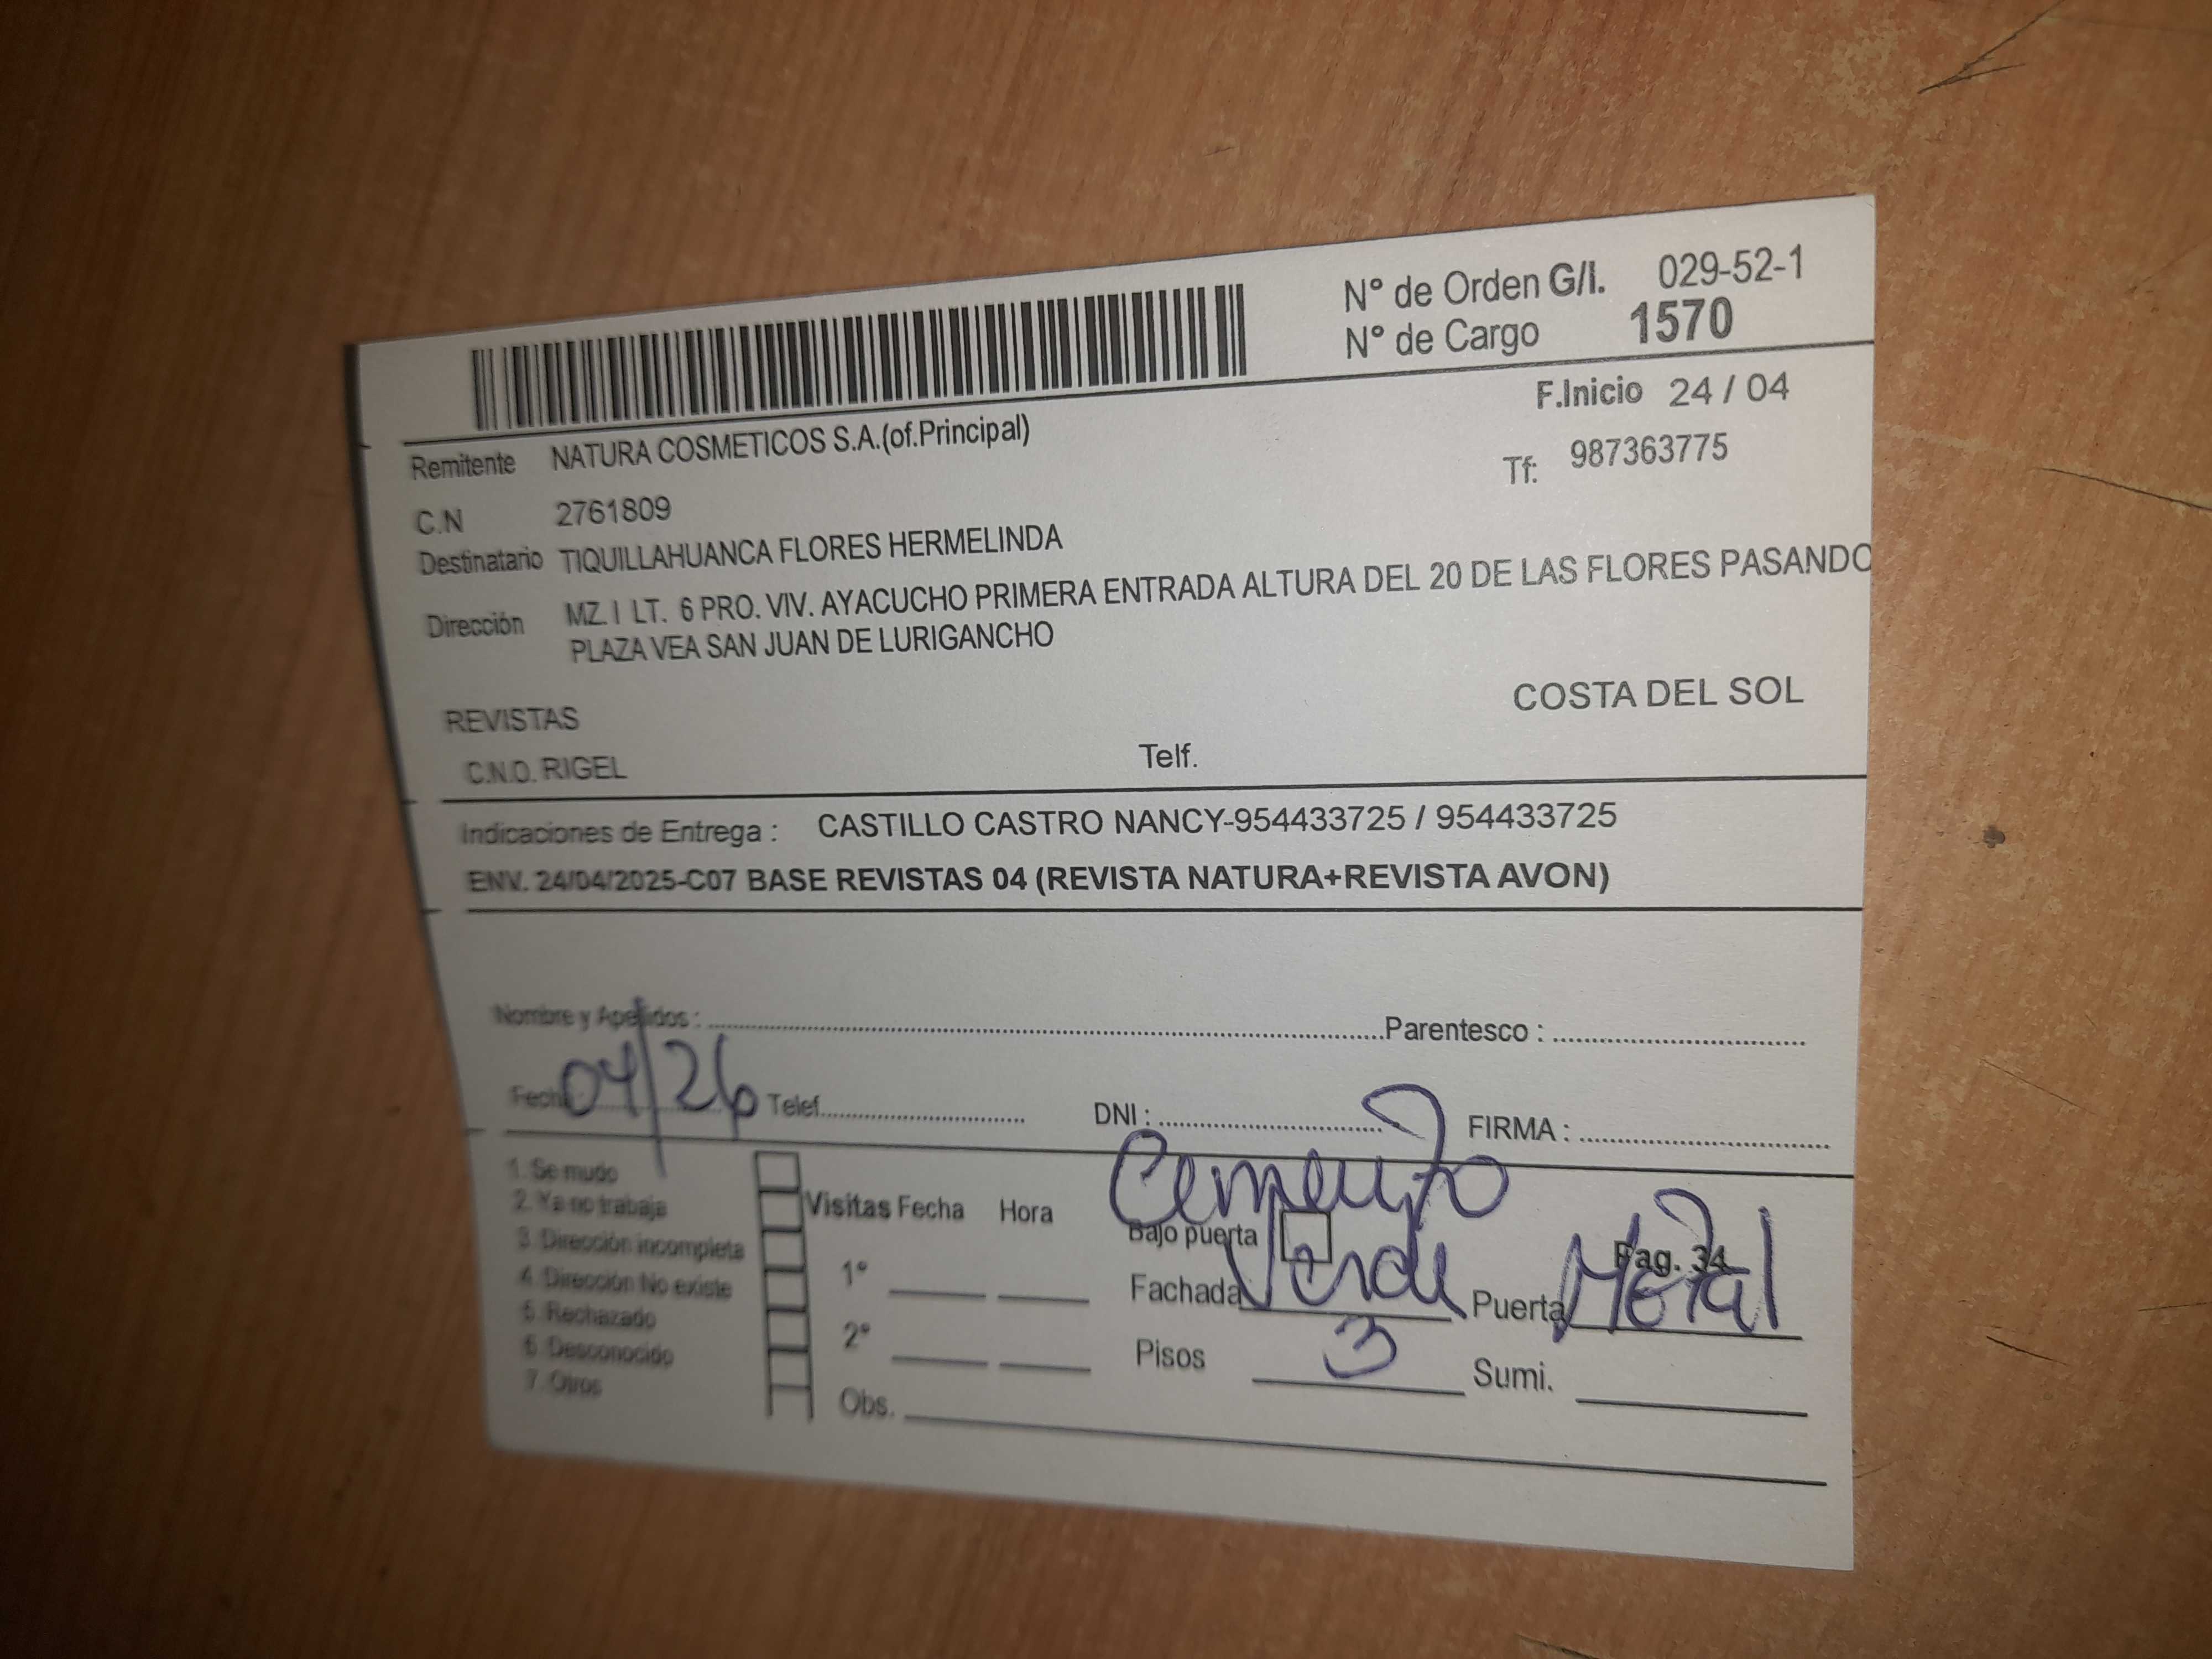 N° de Orden G/I. 029-52-1
N° de Cargo 1570
F.Inicio 24 / 04
Remitente NATURA COSMETICOS S.A.(of.Principal)
Tf: 987363775
C.N 2761809
Destinatario TIQUILLAHUANCA FLORES HERMELINDA
Dirección MZ. I LT. 6 PRO. VIV. AYACUCHO PRIMERA ENTRADA ALTURA DEL 20 DE LAS FLORES PASANDO
PLAZA VEA SAN JUAN DE LURIGANCHO
REVISTAS COSTA DEL SOL
C.N.O. RIGEL Telf.
Indicaciones de Entrega : CASTILLO CASTRO NANCY-954433725 / 954433725
ENV. 24/04/2025-C07 BASE REVISTAS 04 (REVISTA NATURA+REVISTA AVON)
Nombre y Apellidos : Parentesco :
Fecha 04/26 Telef. DNI : FIRMA :
1. Se mudo
2. Ya no trabaja
3. Dirección incompleta
4. Dirección No existe
5. Rechazado
6. Desconocido
7. Otros
Visitas Fecha Hora
1°
2°
Obs.
Cemento
Bajo puerta Pag. 34
Fachada Verde Puerta Metal
Pisos 3 Sumi.